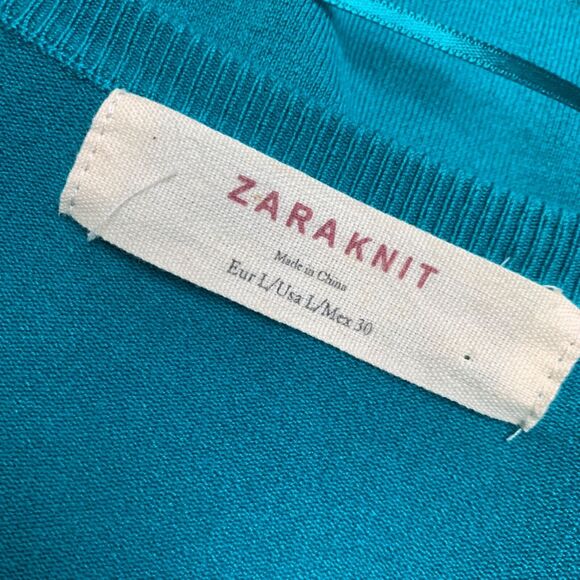 ZARAKNIT
Made in China
Eur L/Usa L/Mex 30